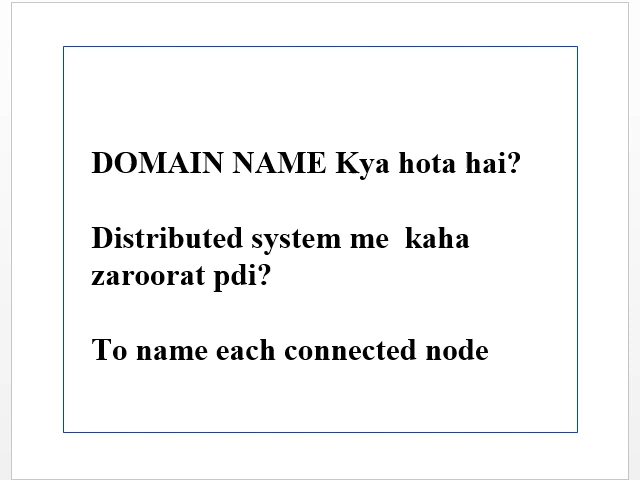 DOMAIN NAME Kya hota hai?
Distributed system me  kaha
zaroorat pdi?
To name each connected node